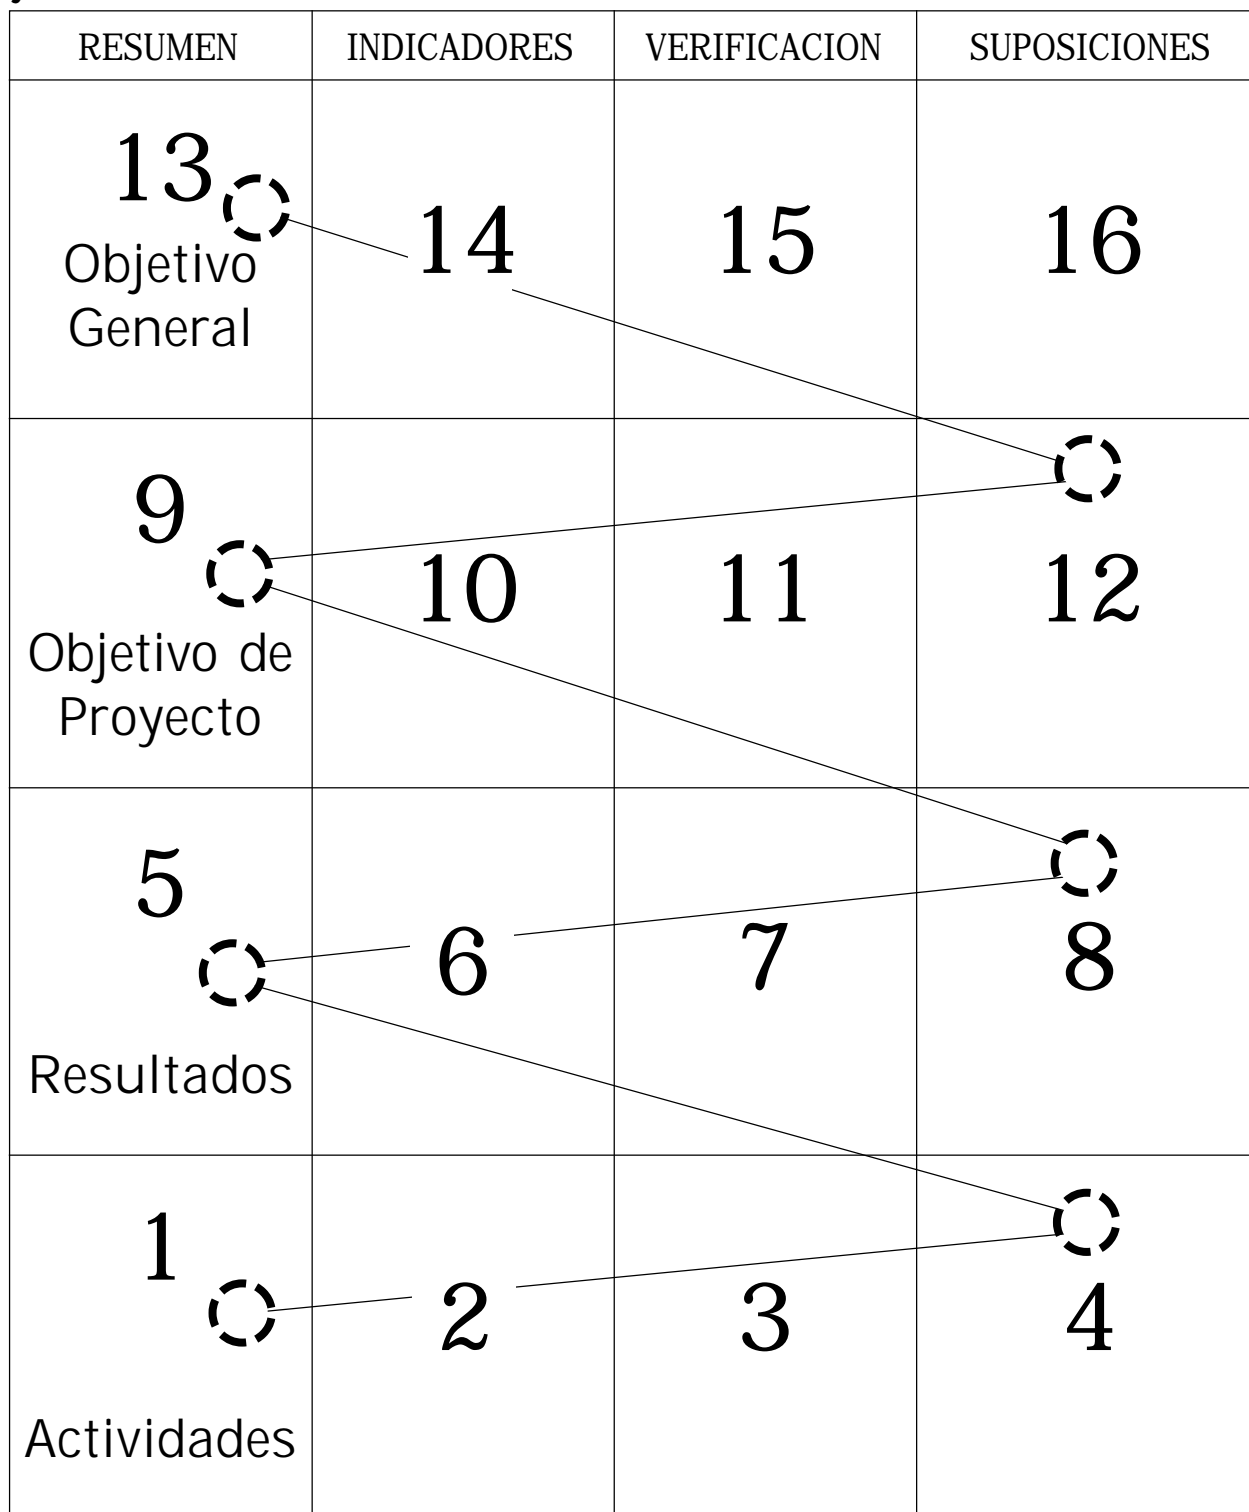 RESUMEN INDICADORES VERIFICACION SUPOSICIONES
13
14 15 16
Objetivo
General
9
10 11 12
Objetivo de
Proyecto
5
6 7 8
Resultados
1
2 3 4
Actividades